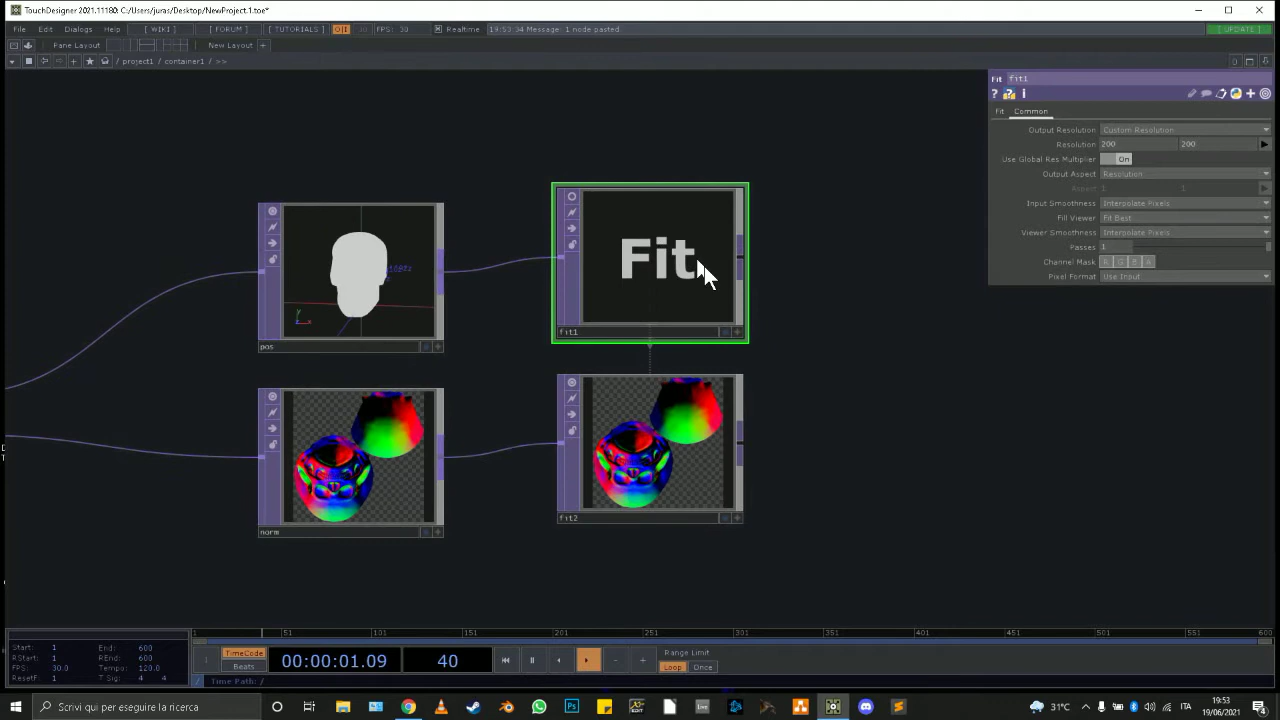 TouchDesigner 2021.11180: C:/Users/juras/Desktop/NewProject.1.toe*
File Edit Dialogs Help [ WIKI ] [ FORUM ] [ TUTORIALS ] O|I FPS: 30 Realtime 19:53:34 Message 1 node pasted [ UPDATE ]
Pane Layout New Layout +
/ project1 / container1 / >>
Fit fit1
Fit Common
Output Resolution Custom Resolution
Resolution 200 200
Use Global Res Multiplier On
Output Aspect Resolution
Aspect 1 1
Input Smoothness Interpolate Pixels
Fill Viewer Fit Best
Viewer Smoothness Interpolate Pixels
Passes 1
Channel Mask R G B A
Pixel Format Use Input
Fit
fit1
pos
norm
fit2
1 51 101 201 251 301 351 401 451 501 551 600
Start: 1 End: 600
RStart: 1 REnd: 600
FPS: 30.0 Tempo: 120.0
ResetF: 1 T Sig: 4 4
TimeCode
Beats
00:00:01.09
40
Range Limit
Loop Once
/ Time Path: /
Scrivi qui per eseguire la ricerca
31°C
ITA
19:53
19/06/2021